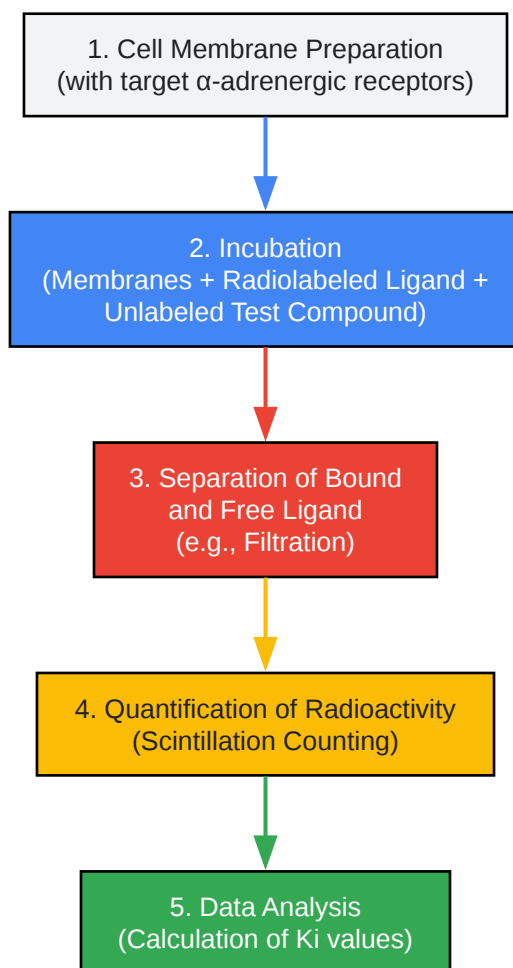 1. Cell Membrane Preparation
(with target α-adrenergic receptors)
2. Incubation
(Membranes + Radiolabeled Ligand +
Unlabeled Test Compound)
3. Separation of Bound
and Free Ligand
(e.g., Filtration)
4. Quantification of Radioactivity
(Scintillation Counting)
5. Data Analysis
(Calculation of Ki values)